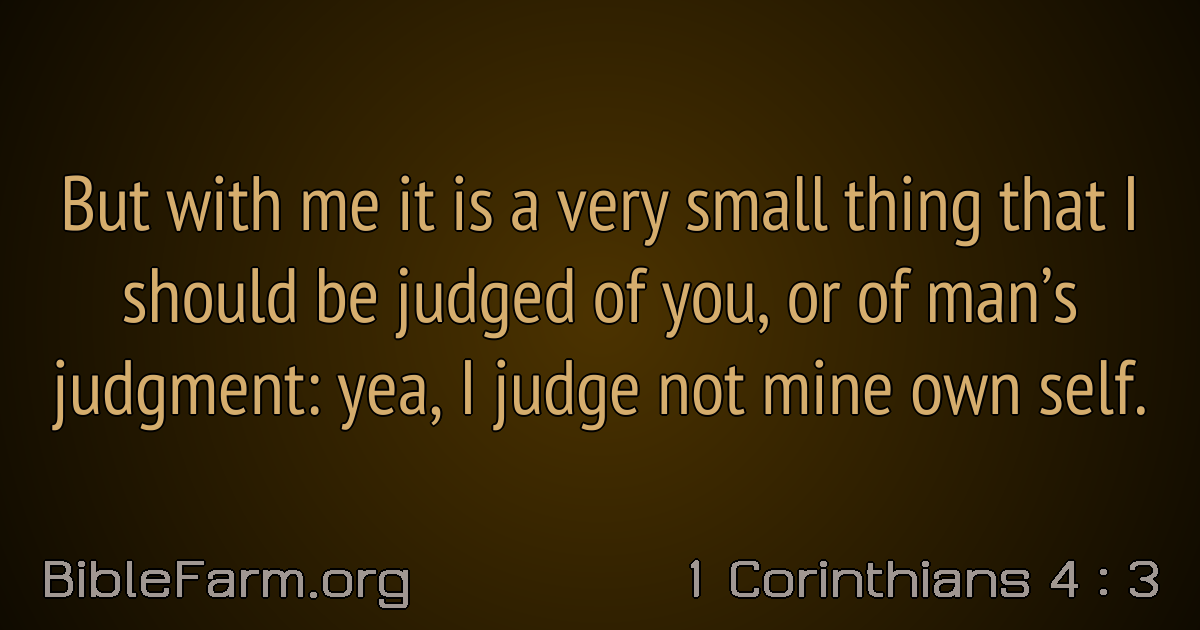 But with me it is a very small thing that I
should be judged of you, or of man’s
judgment: yea, I judge not mine own self.
BibleFarm.org
1 Corinthians 4 : 3